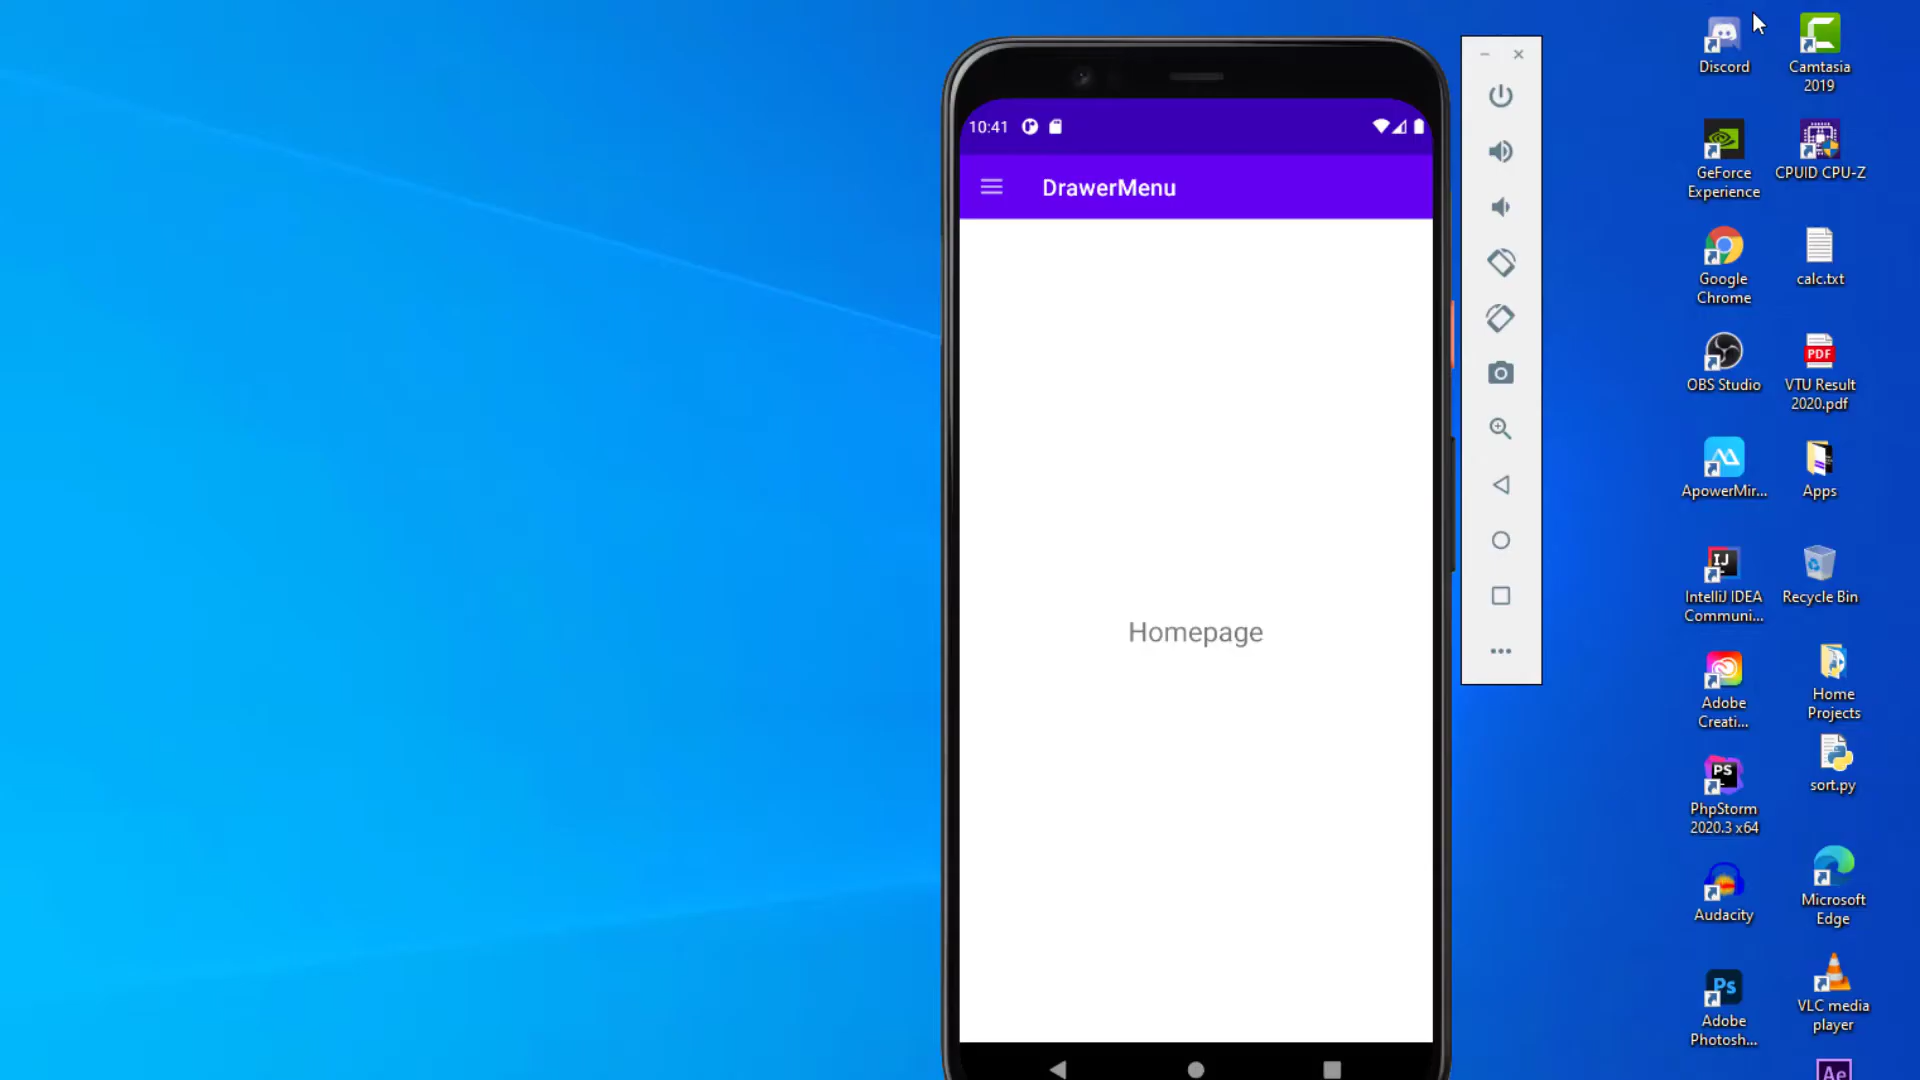 10:41
DrawerMenu
Homepage
Discord
Camtasia
2019
GeForce
Experience
CPUID CPU-Z
Google
Chrome
calc.txt
OBS Studio
PDF
VTU Result
2020.pdf
ApowerMir...
Apps
IJ
IntelliJ IDEA
Communi...
Recycle Bin
Adobe
Creati...
Home
Projects
PS
PhpStorm
2020.3 x64
sort.py
Audacity
Microsoft
Edge
Ps
Adobe
Photosh...
VLC media
player
Ae